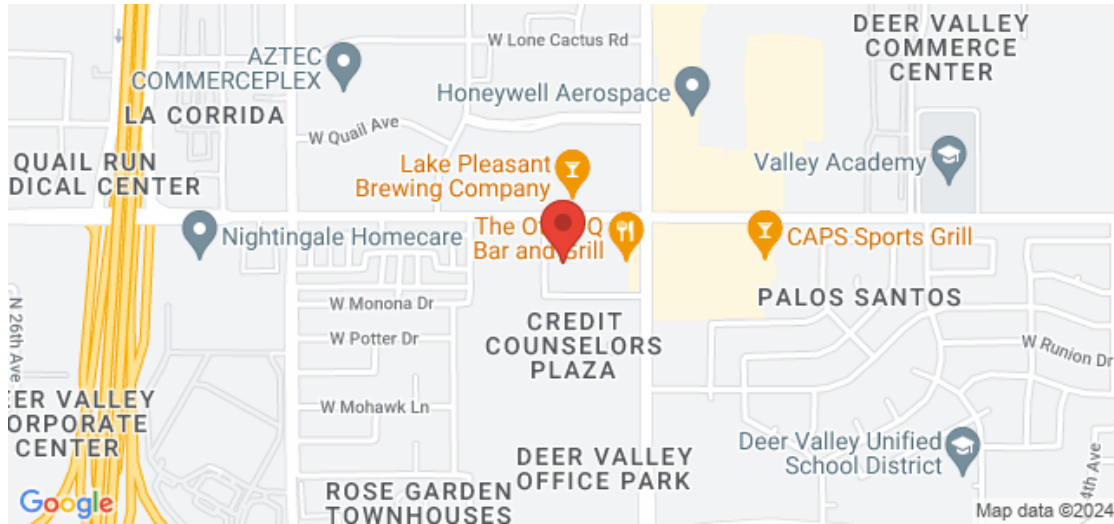 W Lone Cactus Rd
DEER VALLEY
COMMERCE
CENTER
AZTEC
COMMERCEPLEX
Honeywell Aerospace
LA CORRIDA
W Quail Ave
QUAIL RUN
DICAL CENTER
Lake Pleasant
Brewing Company
Valley Academy
Nightingale Homecare
The O Q
Bar and Grill
CAPS Sports Grill
N 26th Ave
W Monona Dr
PALOS SANTOS
W Potter Dr
CREDIT
COUNSELORS
PLAZA
W Runion Dr
EER VALLEY
ORPORATE
CENTER
W Mohawk Ln
Deer Valley Unified
School District
DEER VALLEY
OFFICE PARK
4th Ave
ROSE GARDEN
TOWNHOUSES
Google
Map data ©2024